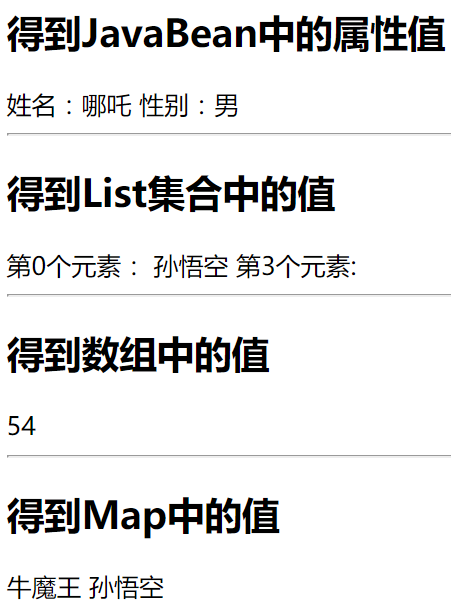 得到JavaBean中的属性值
姓名：哪吒 性别：男
得到List集合中的值
第0个元素： 孙悟空 第3个元素:
得到数组中的值
54
得到Map中的值
牛魔王 孙悟空